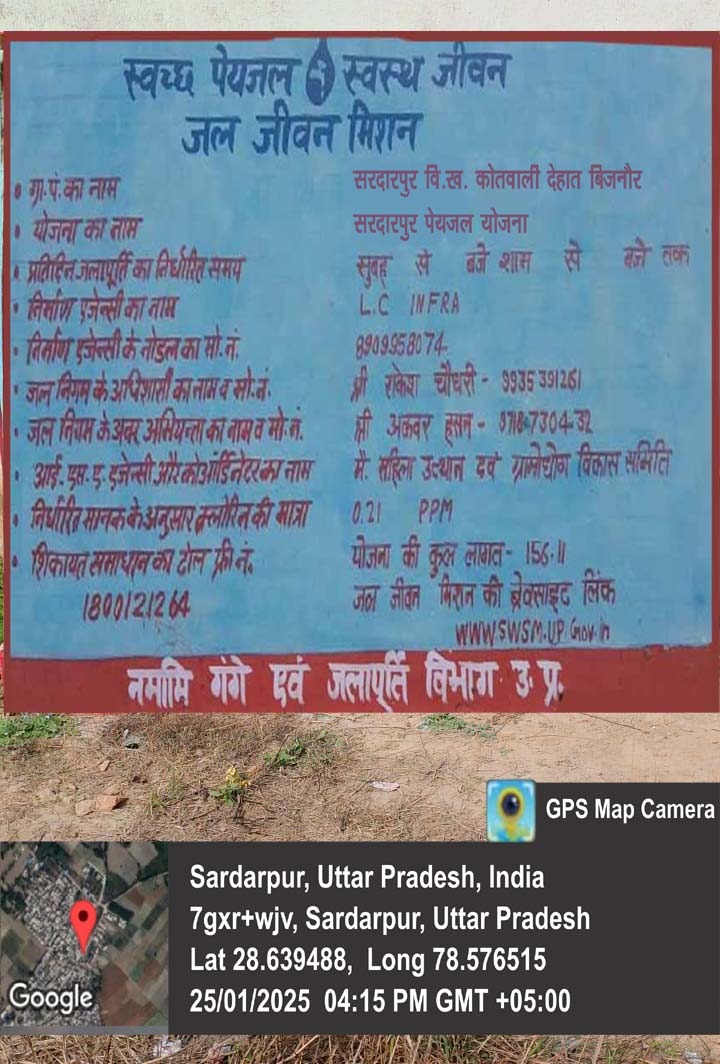 स्वच्छ पेयजल स्वस्थ जीवन
जल जीवन मिशन
ग्रा.पं.का नाम सरदारपुर वि.ख. कोतवाली देहात बिजनौर
योजना का नाम सरदारपुर पेयजल योजना
प्रतिदिन जलापूर्ति का निर्धारित समय सुबह से बजे शाम से बजे तक
निर्माण एजेन्सी का नाम L.C INFRA
निर्माण एजेन्सी के नोडल का मो.नं. 8909958074
जल निगम के अधिशासी का नाम व मो.नं. श्री राकेश चौधरी - 9935391261
जल निगम के अवर अभियन्ता का नाम व मो.नं. श्री अकबर हसन - 9718730432
आई.एस.ए. एजेन्सी और कोऑर्डिनेटर का नाम मै. महिला उत्थान एवं ग्रामोद्योग विकास समिति
निर्धारित मानक के अनुसार क्लोरिन की मात्रा 0.21 PPM
शिकायत समाधान का टोल फ्री नं. योजना की कुल लागत - 156.11
1800121264 जल जीवन मिशन की बेवसाइट लिंक
WWW.SWSM.UP.Gov.in
नमामि गंगे एवं जलापूर्ति विभाग उ.प्र.
GPS Map Camera
Sardarpur, Uttar Pradesh, India
7gxr+wjv, Sardarpur, Uttar Pradesh
Lat 28.639488, Long 78.576515
25/01/2025 04:15 PM GMT +05:00
Google